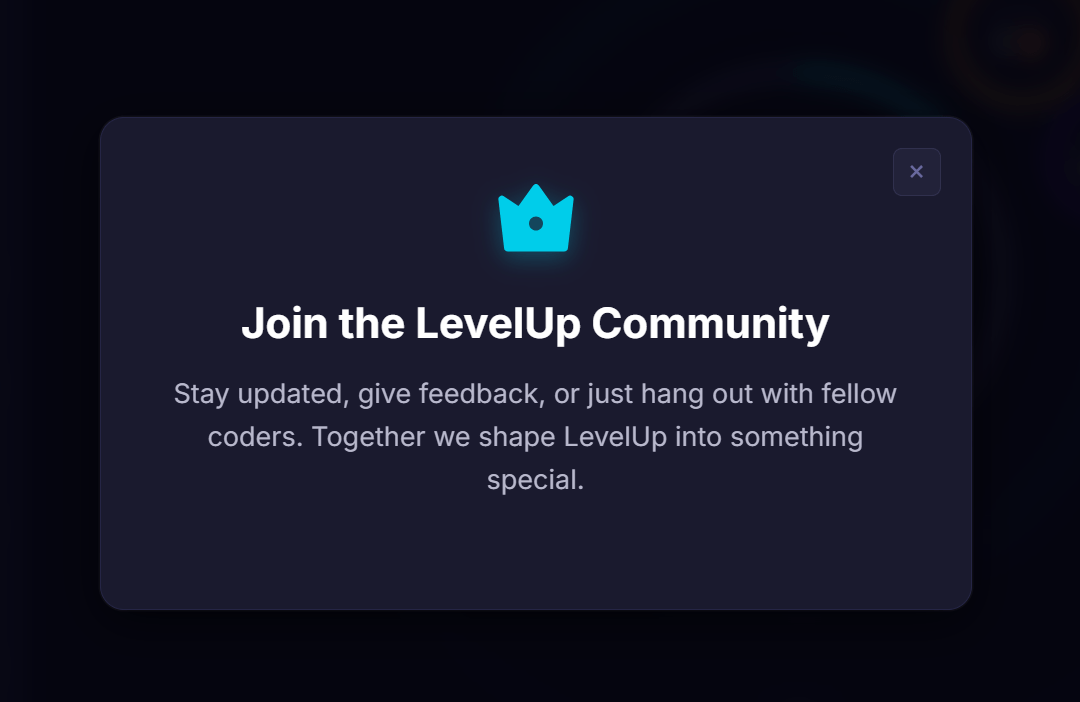 Join the LevelUp Community
Stay updated, give feedback, or just hang out with fellow
coders. Together we shape LevelUp into something
special.